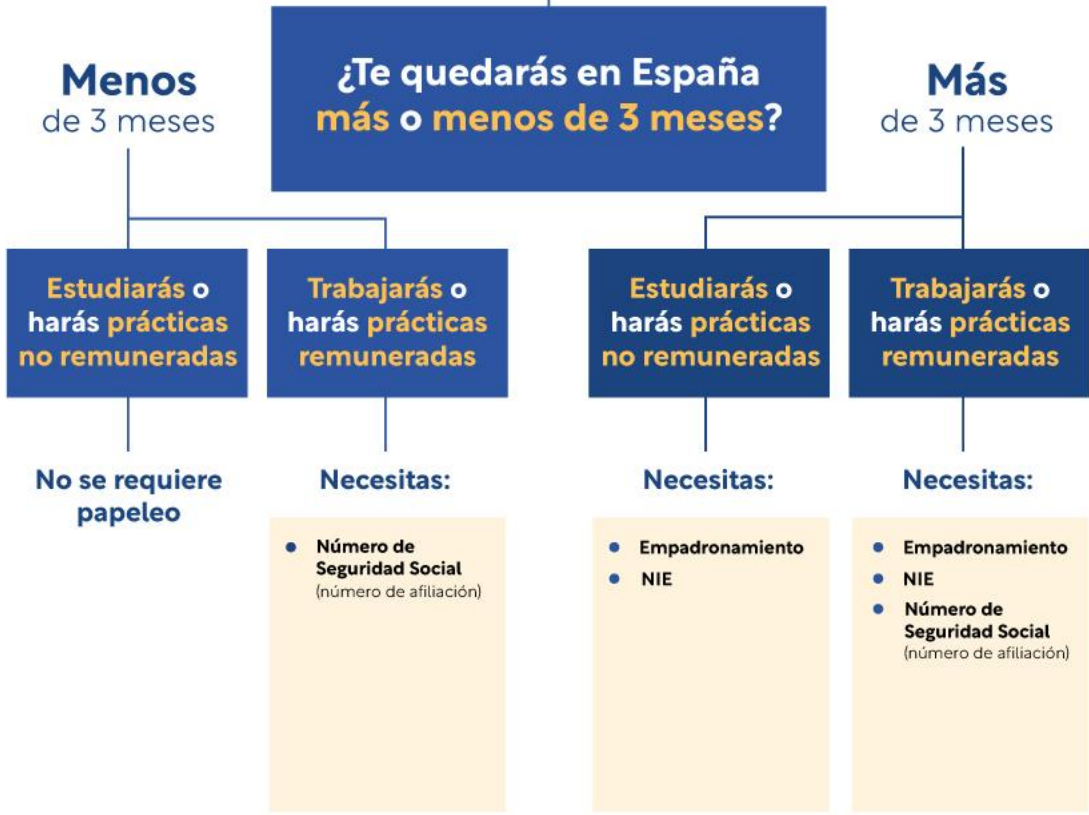 ¿Te quedarás en España
más o menos de 3 meses?
Menos
de 3 meses
Más
de 3 meses
Estudiarás o
harás prácticas
no remuneradas
Trabajarás o
harás prácticas
remuneradas
Estudiarás o
harás prácticas
no remuneradas
Trabajarás o
harás prácticas
remuneradas
No se requiere
papeleo
Necesitas:
● Número de
Seguridad Social
(número de afiliación)
Necesitas:
● Empadronamiento
● NIE
Necesitas:
● Empadronamiento
● NIE
● Número de
Seguridad Social
(número de afiliación)